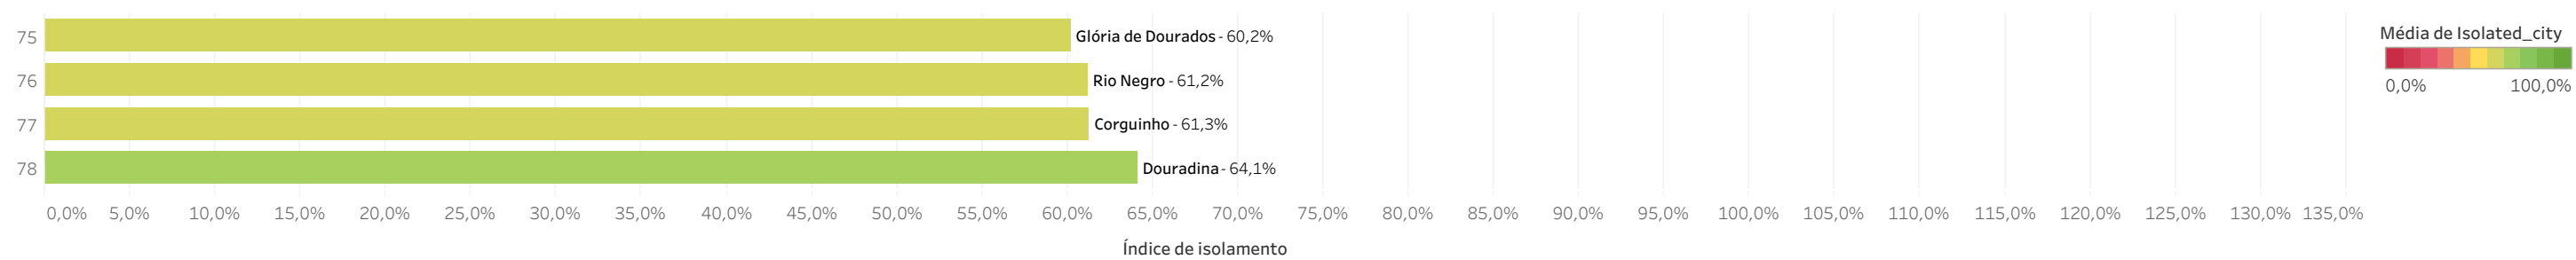 75 Glória de Dourados - 60,2%
76 Rio Negro - 61,2%
77 Corguinho - 61,3%
78 Douradina - 64,1%
0,0% 5,0% 10,0% 15,0% 20,0% 25,0% 30,0% 35,0% 40,0% 45,0% 50,0% 55,0% 60,0% 65,0% 70,0% 75,0% 80,0% 85,0% 90,0% 95,0% 100,0% 105,0% 110,0% 115,0% 120,0% 125,0% 130,0% 135,0%
Índice de isolamento
Média de Isolated_city
0,0% 100,0%